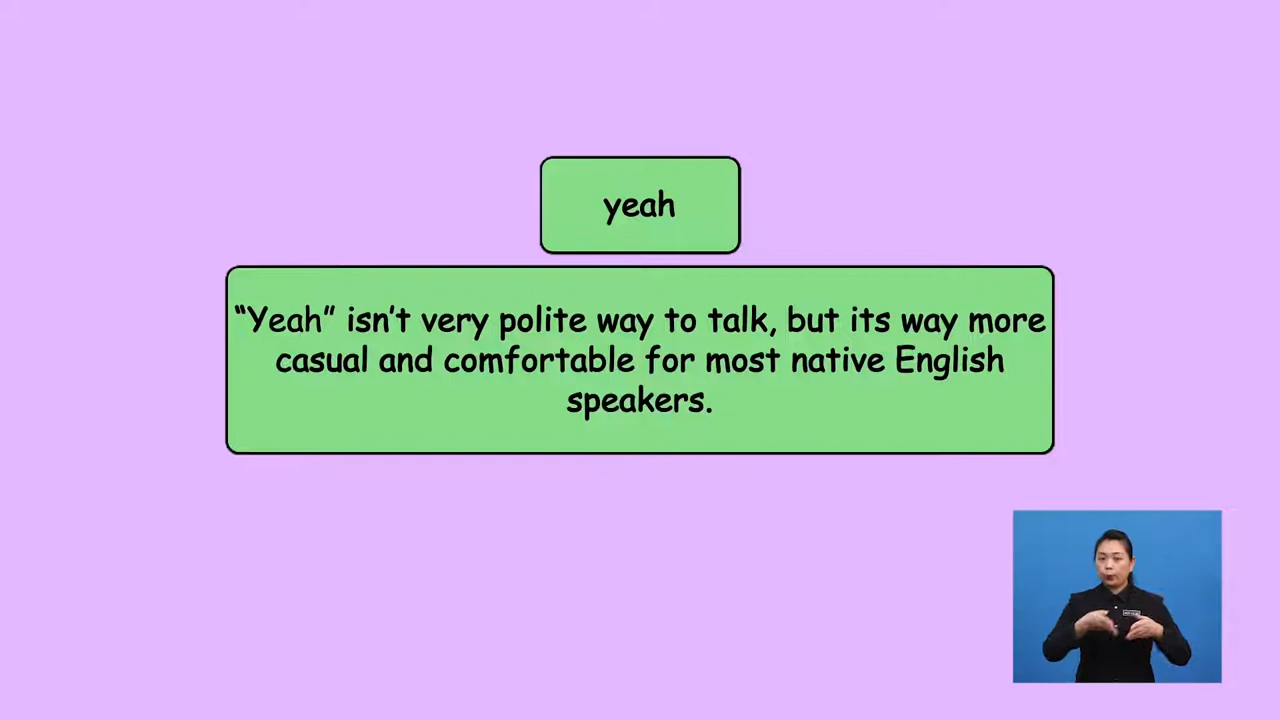 yeah
“Yeah” isn’t very polite way to talk, but its way more
casual and comfortable for most native English
speakers.